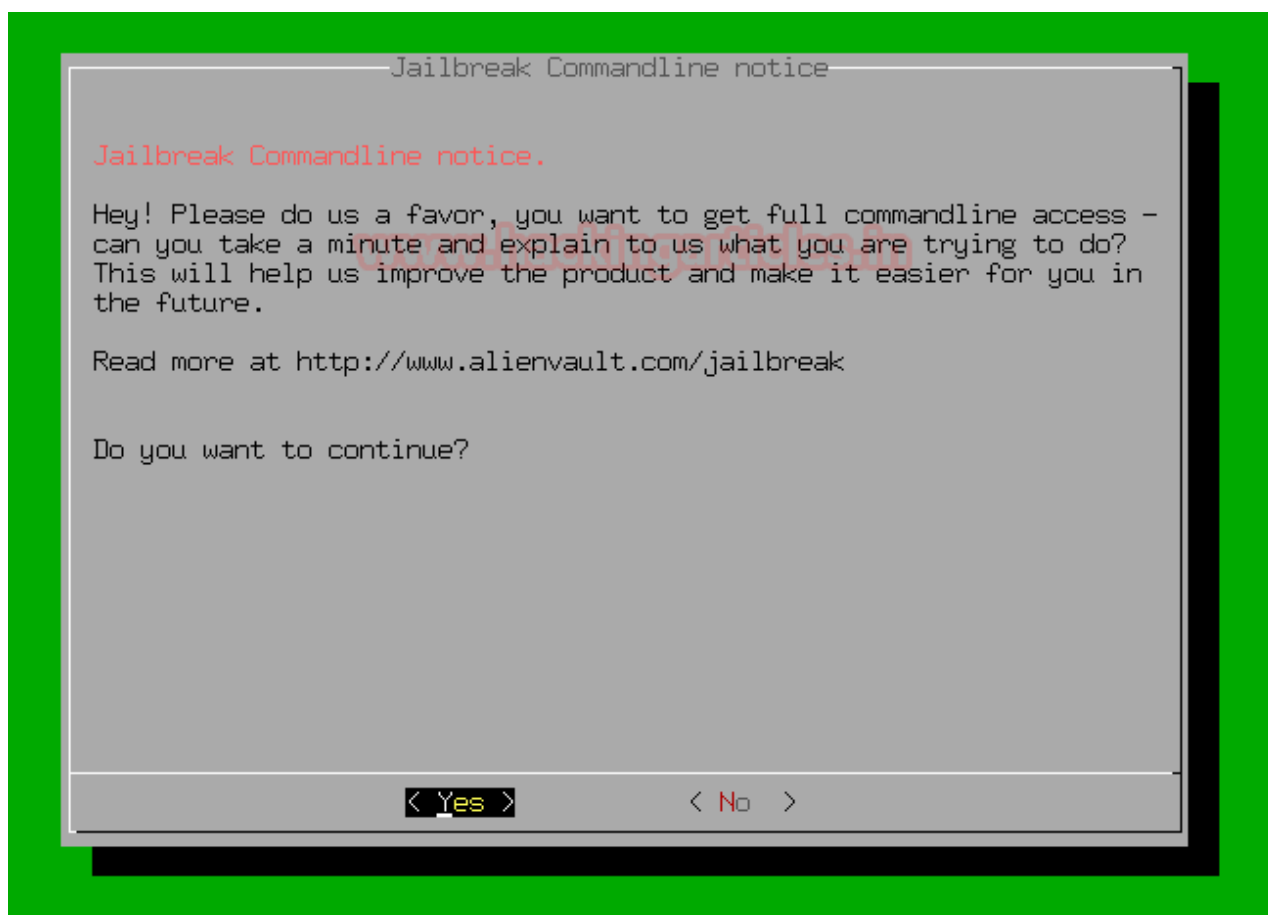 Jailbreak Commandline notice
Jailbreak Commandline notice.
Hey! Please do us a favor, you want to get full commandline access –
can you take a minute and explain to us what you are trying to do?
www.hackingarticles.in
This will help us improve the product and make it easier for you in
the future.
Read more at http://www.alienvault.com/jailbreak
Do you want to continue?
< Yes > < No >